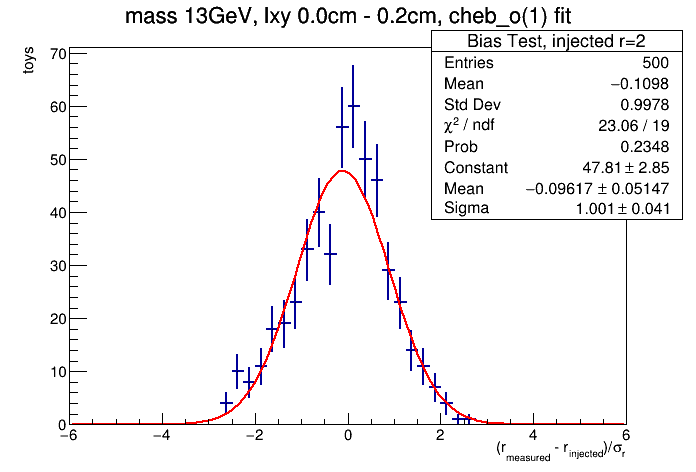 mass 13GeV, lxy 0.0cm - 0.2cm, cheb_o(1) fit
toys
Bias Test, injected r=2
Entries 500
Mean −0.1098
Std Dev 0.9978
χ² / ndf 23.06 / 19
Prob 0.2348
Constant 47.81 ± 2.85
Mean −0.09617 ± 0.05147
Sigma 1.001 ± 0.041
70
60
50
40
30
20
10
0
−6 −4 −2 0 2 4 6
(r_measured - r_injected)/σ_r